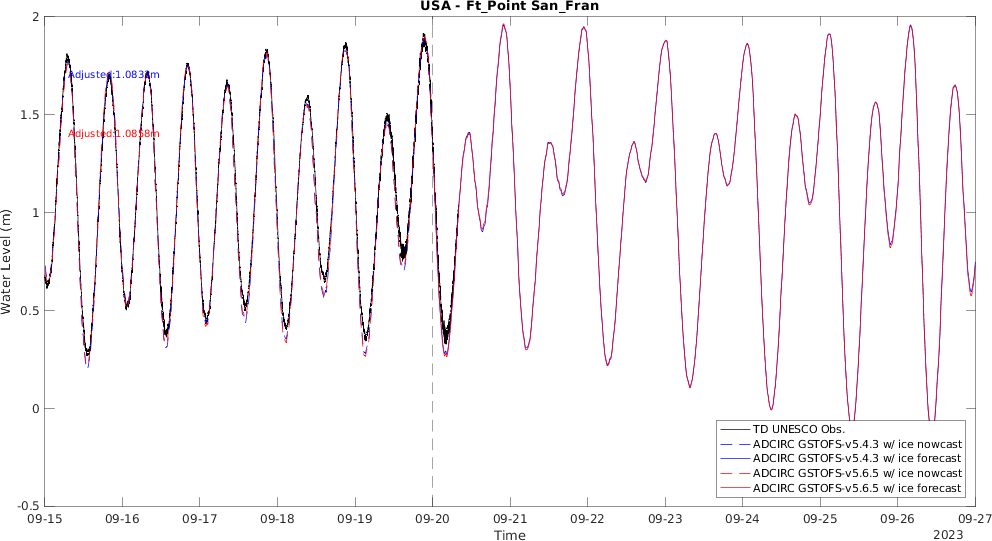 USA - Ft_Point San_Fran
Water Level (m)
2
1.5
1
0.5
0
-0.5
Adjusted:1.0838m
Adjusted:1.0858m
TD UNESCO Obs.
ADCIRC GSTOFS-v5.4.3 w/ ice nowcast
ADCIRC GSTOFS-v5.4.3 w/ ice forecast
ADCIRC GSTOFS-v5.6.5 w/ ice nowcast
ADCIRC GSTOFS-v5.6.5 w/ ice forecast
09-15 09-16 09-17 09-18 09-19 09-20 09-21 09-22 09-23 09-24 09-25 09-26 09-27
Time
2023